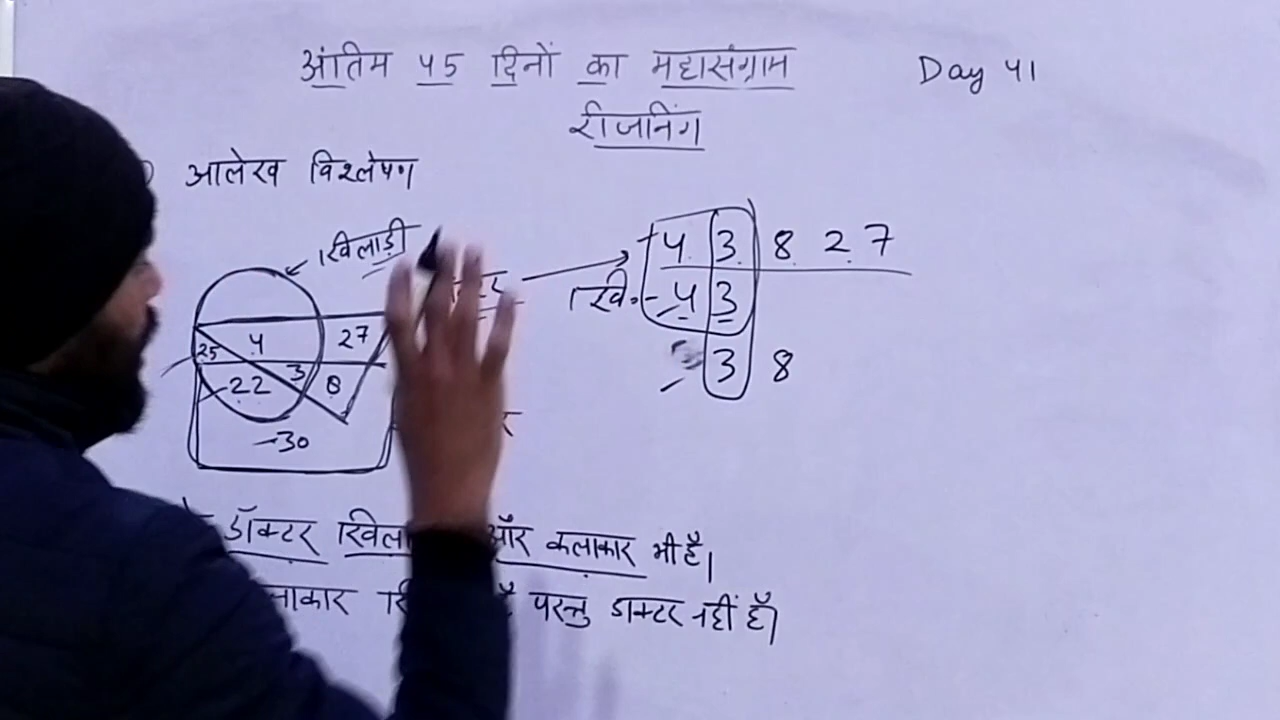 अंतिम 45 दिनों का महासंग्राम Day 41
रीजनिंग
आलेख विश्लेषण
खिलाड़ी
4 3 8 2 7
खि. - 4 3
3 8
4 27
25
22 3 8
30
डॉक्टर और कलाकार भी है।
है परन्तु डाक्टर नहीं है।